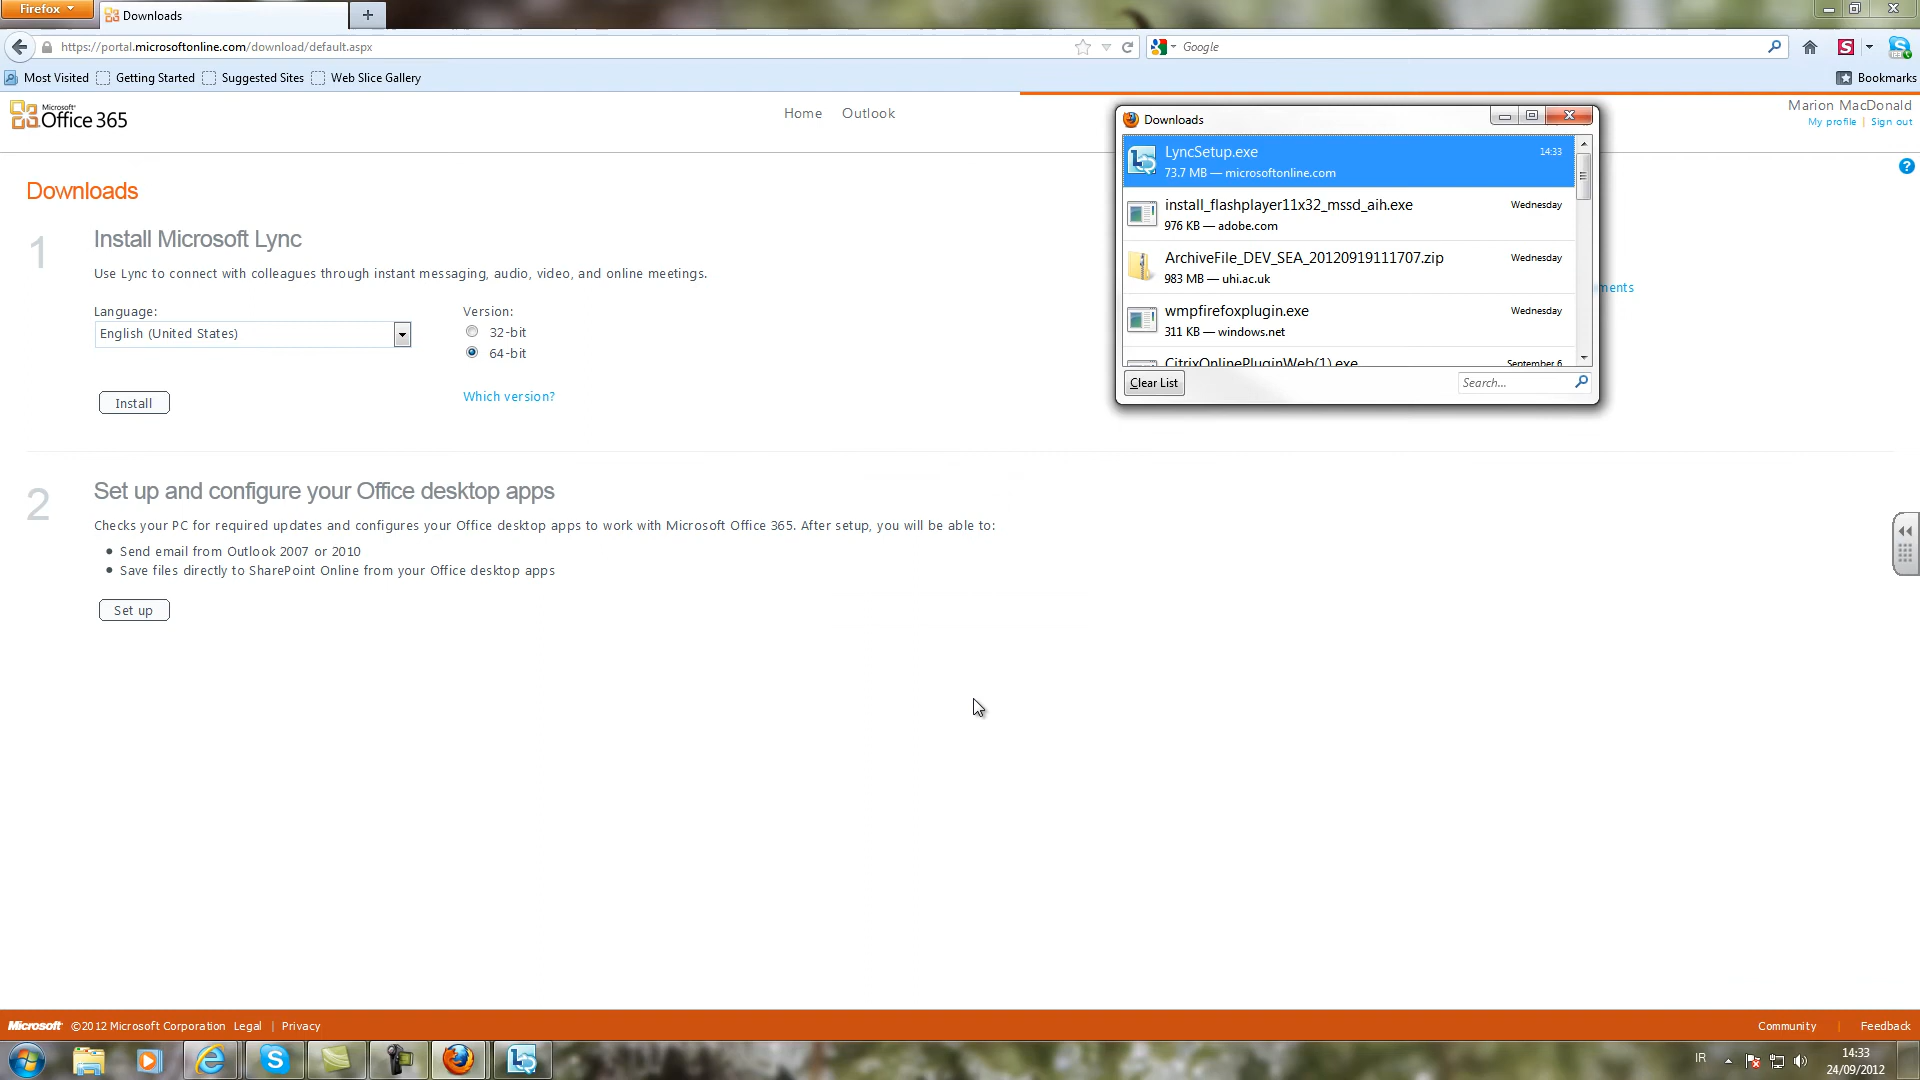 Firefox
Downloads
https://portal.microsoftonline.com/download/default.aspx
Google
Most Visited
Getting Started
Suggested Sites
Web Slice Gallery
Bookmarks
Microsoft
Office 365
Home
Outlook
Marion MacDonald
My profile | Sign out
Downloads
LyncSetup.exe
14:33
73.7 MB — microsoftonline.com
install_flashplayer11x32_mssd_aih.exe
Wednesday
976 KB — adobe.com
ArchiveFile_DEV_SEA_20120919111707.zip
Wednesday
983 MB — uhi.ac.uk
wmpfirefoxplugin.exe
Wednesday
311 KB — windows.net
CitrixOnlinePluginWeb(1).exe
September 6
Clear List
Search...
ments
Downloads
1
Install Microsoft Lync
Use Lync to connect with colleagues through instant messaging, audio, video, and online meetings.
Language:
English (United States)
Version:
32-bit
64-bit
Which version?
Install
2
Set up and configure your Office desktop apps
Checks your PC for required updates and configures your Office desktop apps to work with Microsoft Office 365. After setup, you will be able to:
Send email from Outlook 2007 or 2010
Save files directly to SharePoint Online from your Office desktop apps
Set up
Microsoft ©2012 Microsoft Corporation Legal | Privacy
Community | Feedback
IR
14:33
24/09/2012